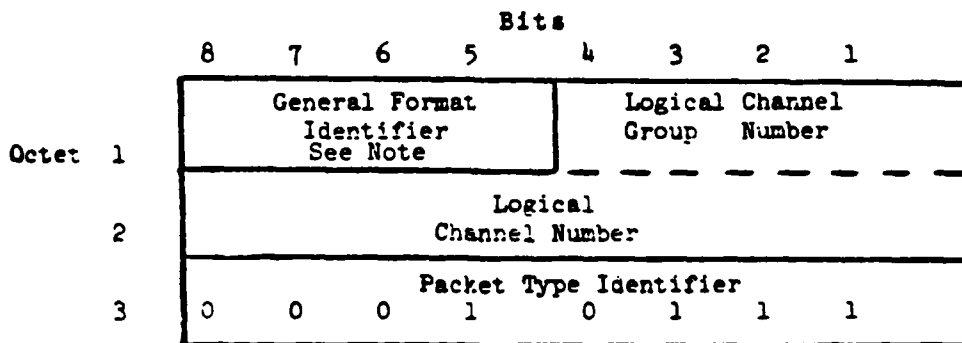 Bits
8 7 6 5 4 3 2 1
General Format Logical Channel
Identifier Group Number
Octet 1 See Note
Logical
2 Channel Number
Packet Type Identifier
3 0 0 0 1 0 1 1 1